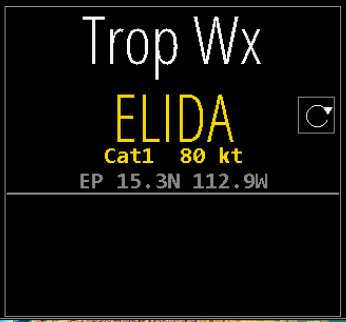 Trop Wx
ELIDA
Cat1 80 kt
EP 15.3N 112.9W